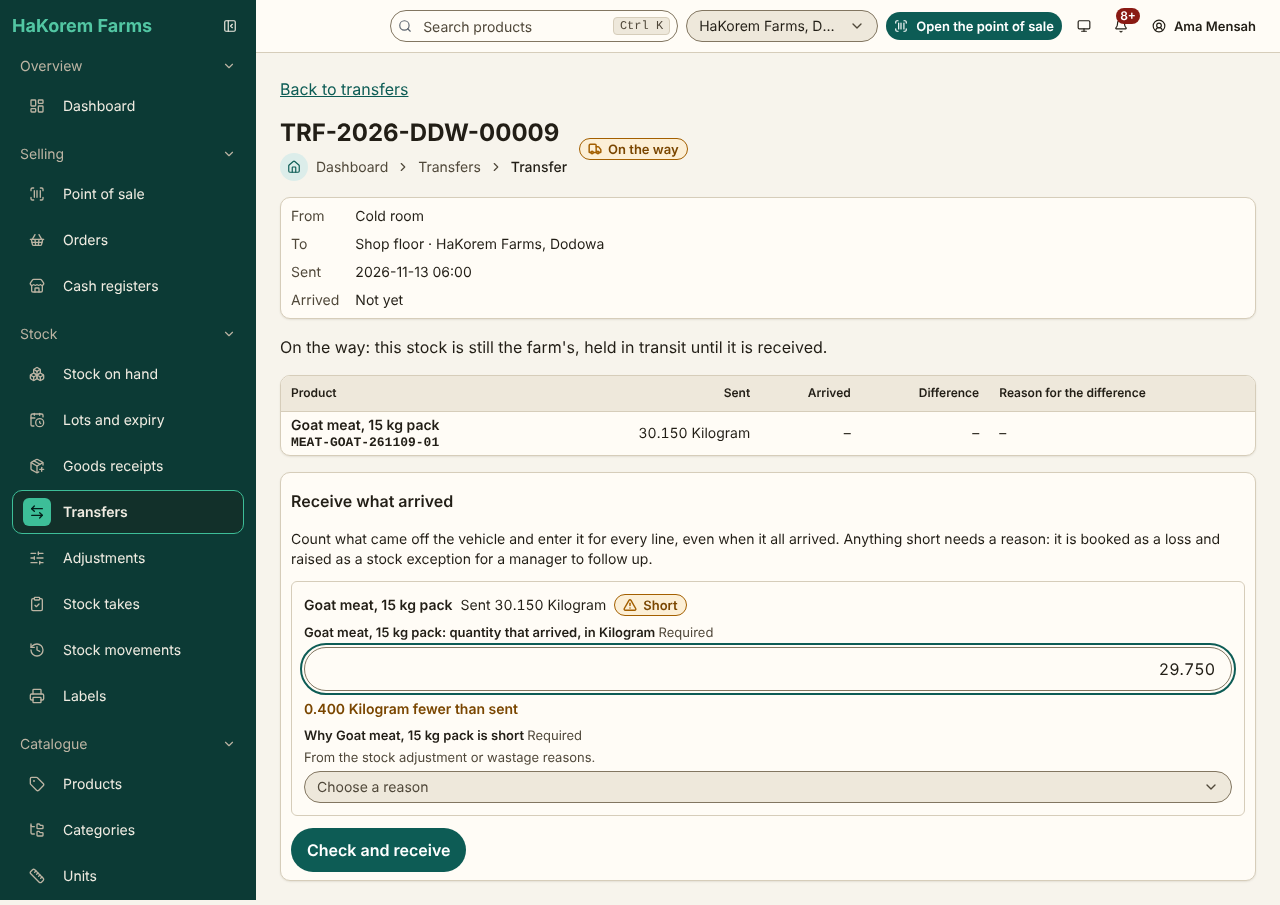 HaKorem Farms
Search products
Ctrl K
HaKorem Farms, D...
Open the point of sale
8+
Ama Mensah
Overview
Dashboard
Selling
Point of sale
Orders
Cash registers
Stock
Stock on hand
Lots and expiry
Goods receipts
Transfers
Adjustments
Stock takes
Stock movements
Labels
Catalogue
Products
Categories
Units
Back to transfers
TRF-2026-DDW-00009
On the way
Dashboard > Transfers > Transfer
From Cold room
To Shop floor · HaKorem Farms, Dodowa
Sent 2026-11-13 06:00
Arrived Not yet
On the way: this stock is still the farm's, held in transit until it is received.
Product Sent Arrived Difference Reason for the difference
Goat meat, 15 kg pack
MEAT-GOAT-261109-01
30.150 Kilogram – – –
Receive what arrived
Count what came off the vehicle and enter it for every line, even when it all arrived. Anything short needs a reason: it is booked as a loss and
raised as a stock exception for a manager to follow up.
Goat meat, 15 kg pack Sent 30.150 Kilogram Short
Goat meat, 15 kg pack: quantity that arrived, in Kilogram Required
29.750
0.400 Kilogram fewer than sent
Why Goat meat, 15 kg pack is short Required
From the stock adjustment or wastage reasons.
Choose a reason
Check and receive